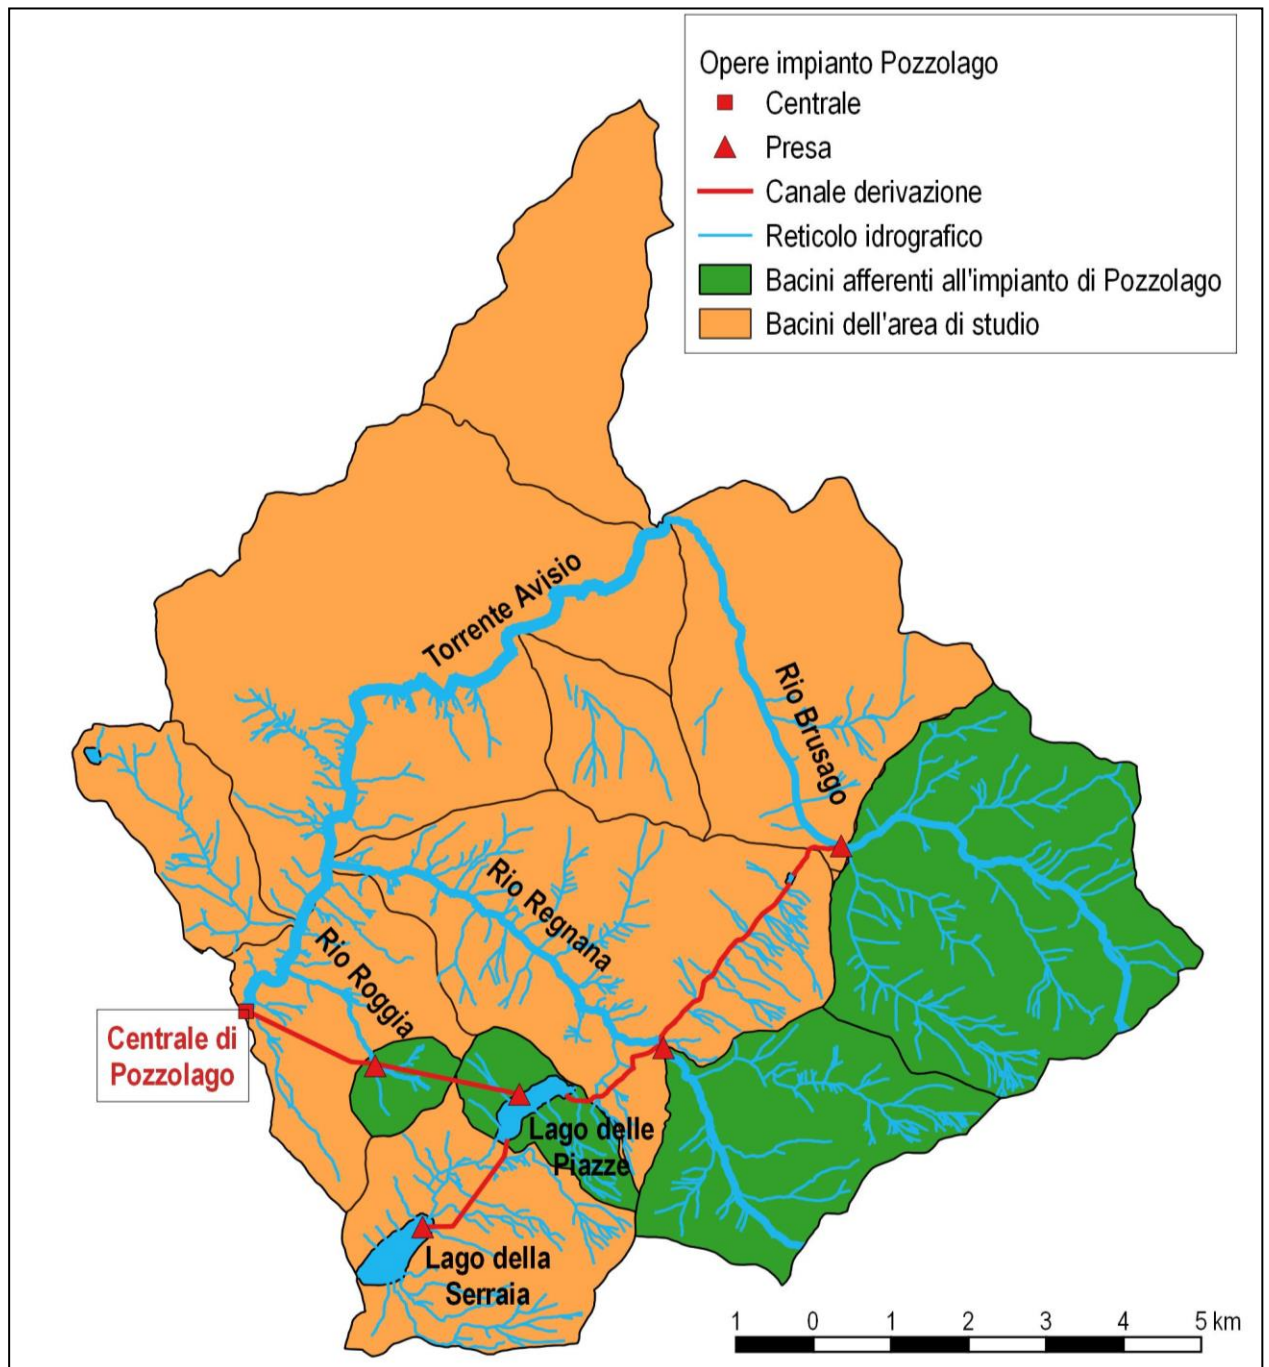 Opere impianto Pozzolago
Centrale
Presa
Canale derivazione
Reticolo idrografico
Bacini afferenti all'impianto di Pozzolago
Bacini dell'area di studio
Torrente Avisio
Rio Brusago
Rio Regnana
Rio Roggia
Centrale di
Pozzolago
Lago delle
Piazze
Lago della
Serraia
1 0 1 2 3 4 5 km